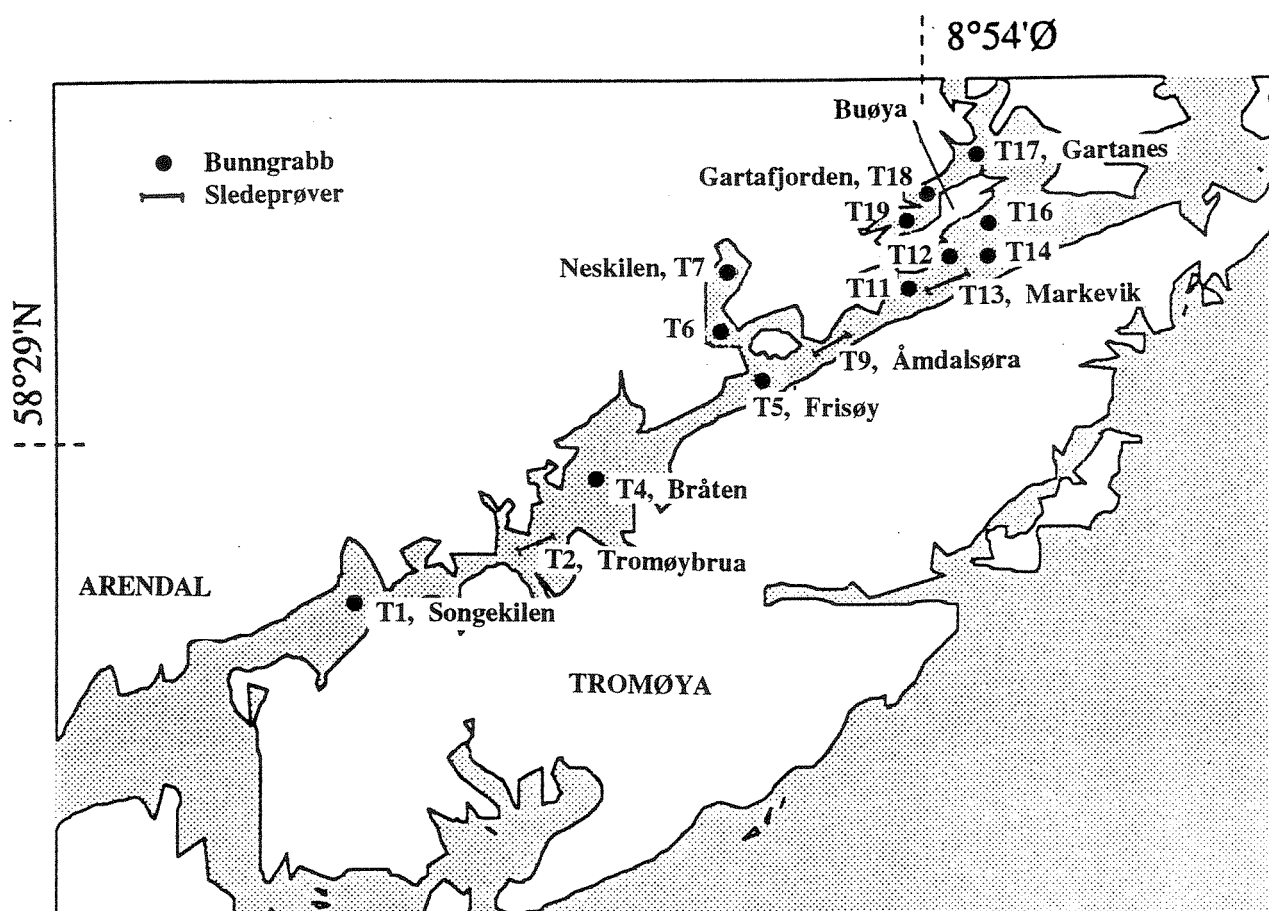 8°54'Ø
Buøya
Bunngrabb
Sledeprøver
T17, Gartanes
Gartafjorden, T18
T19
T16
T12
T14
Neskilen, T7
T11
T13, Markevik
T6
T9, Åmdalsøra
58°29'N
T5, Frisøy
T4, Bråten
T2, Tromøybrua
ARENDAL
T1, Songekilen
TROMØYA